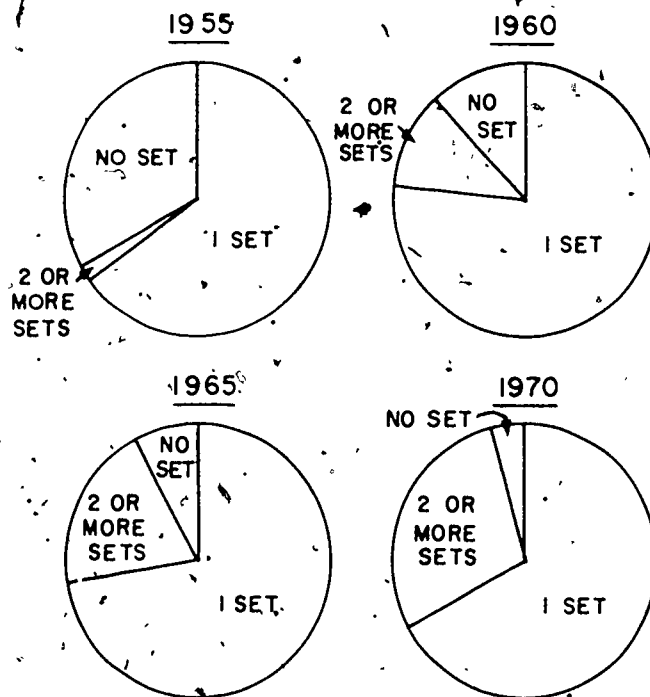 1955
NO SET
1 SET
2 OR
MORE
SETS
1960
2 OR
MORE
SETS
NO
SET
1 SET
1965
NO
SET
2 OR
MORE
SETS
1 SET
1970
NO SET
2 OR
MORE
SETS
1 SET